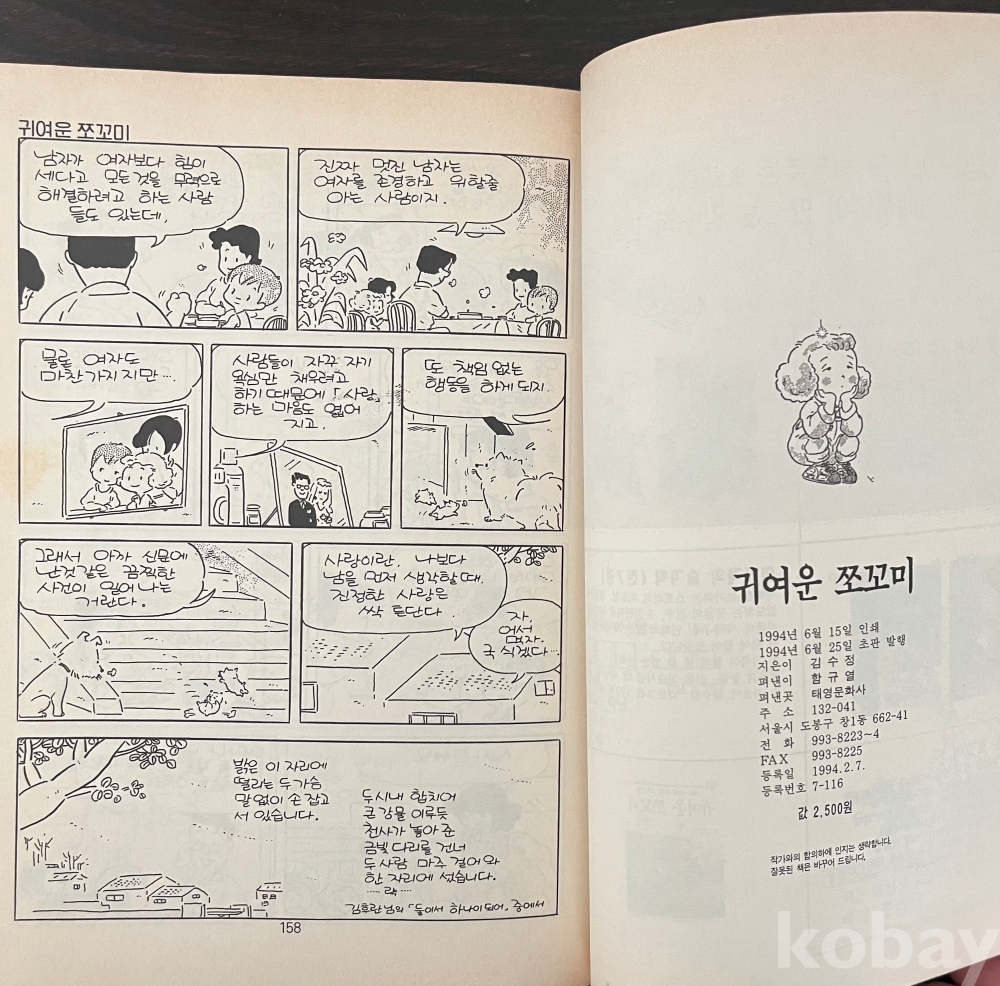 귀여운 쪼꼬미
남자가 여자보다 힘이
세다고 모든것을 무력으로
해결하려고 하는 사람
들도 있는데,
진짜 멋진 남자는
여자를 존경하고 위할줄
아는 사람이지.
물론 여자도
마찬가지지만….
사람들이 자꾸 자기
욕심만 채우려고
하기 때문에 「사랑」
하는 마음도 엷어
지고.
또 책임 없는
행동을 하게 되지.
그래서 아까 신문에
난것 같은 끔찍한
사건이 일어나는
거란다.
사랑이란, 나보다
남을 먼저 생각할때,
진정한 사랑은
싹 튼단다.
자,
어서
먹자.
국 식겠다…
밝은 이 자리에
떨리는 두 가슴
말없이 손 잡고
서 있습니다.
두시내 합치어
큰 강물 이루듯
천사가 놓아 준
금빛 다리를 건너
두 사람 마주 걸어와
한 자리에 섰습니다.
…… 략 ……
김후란님의 「둘이서 하나이되어」 중에서
158
귀여운 쪼꼬미
1994년 6월 15일 인쇄
1994년 6월 25일 초판 발행
지은이 김 수 정
펴낸이 함 규 열
펴낸곳 태영문화사
주 소 132-041
서울시 도봉구 창1동 662-41
전 화 993-8223~4
FAX 993-8225
등록일 1994.2.7.
등록번호 7-116
값 2,500원
작가와의 합의하에 인지는 생략합니다.
잘못된 책은 바꾸어 드립니다.
kobay